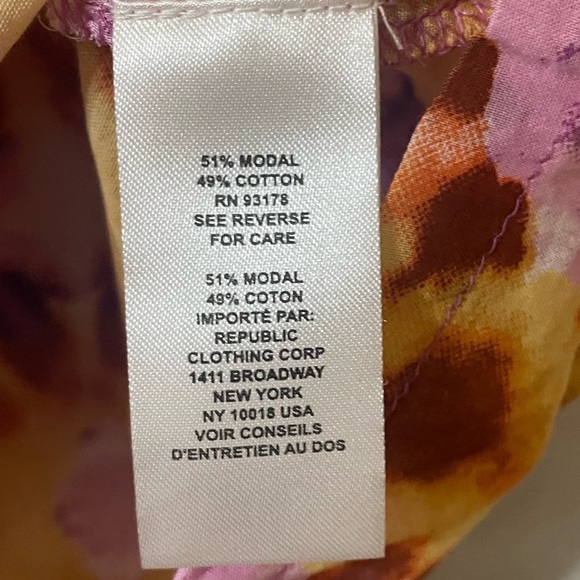 51% MODAL
49% COTTON
RN 93178
SEE REVERSE
FOR CARE
51% MODAL
49% COTON
IMPORTÉ PAR:
REPUBLIC
CLOTHING CORP
1411 BROADWAY
NEW YORK
NY 10018 USA
VOIR CONSEILS
D'ENTRETIEN AU DOS